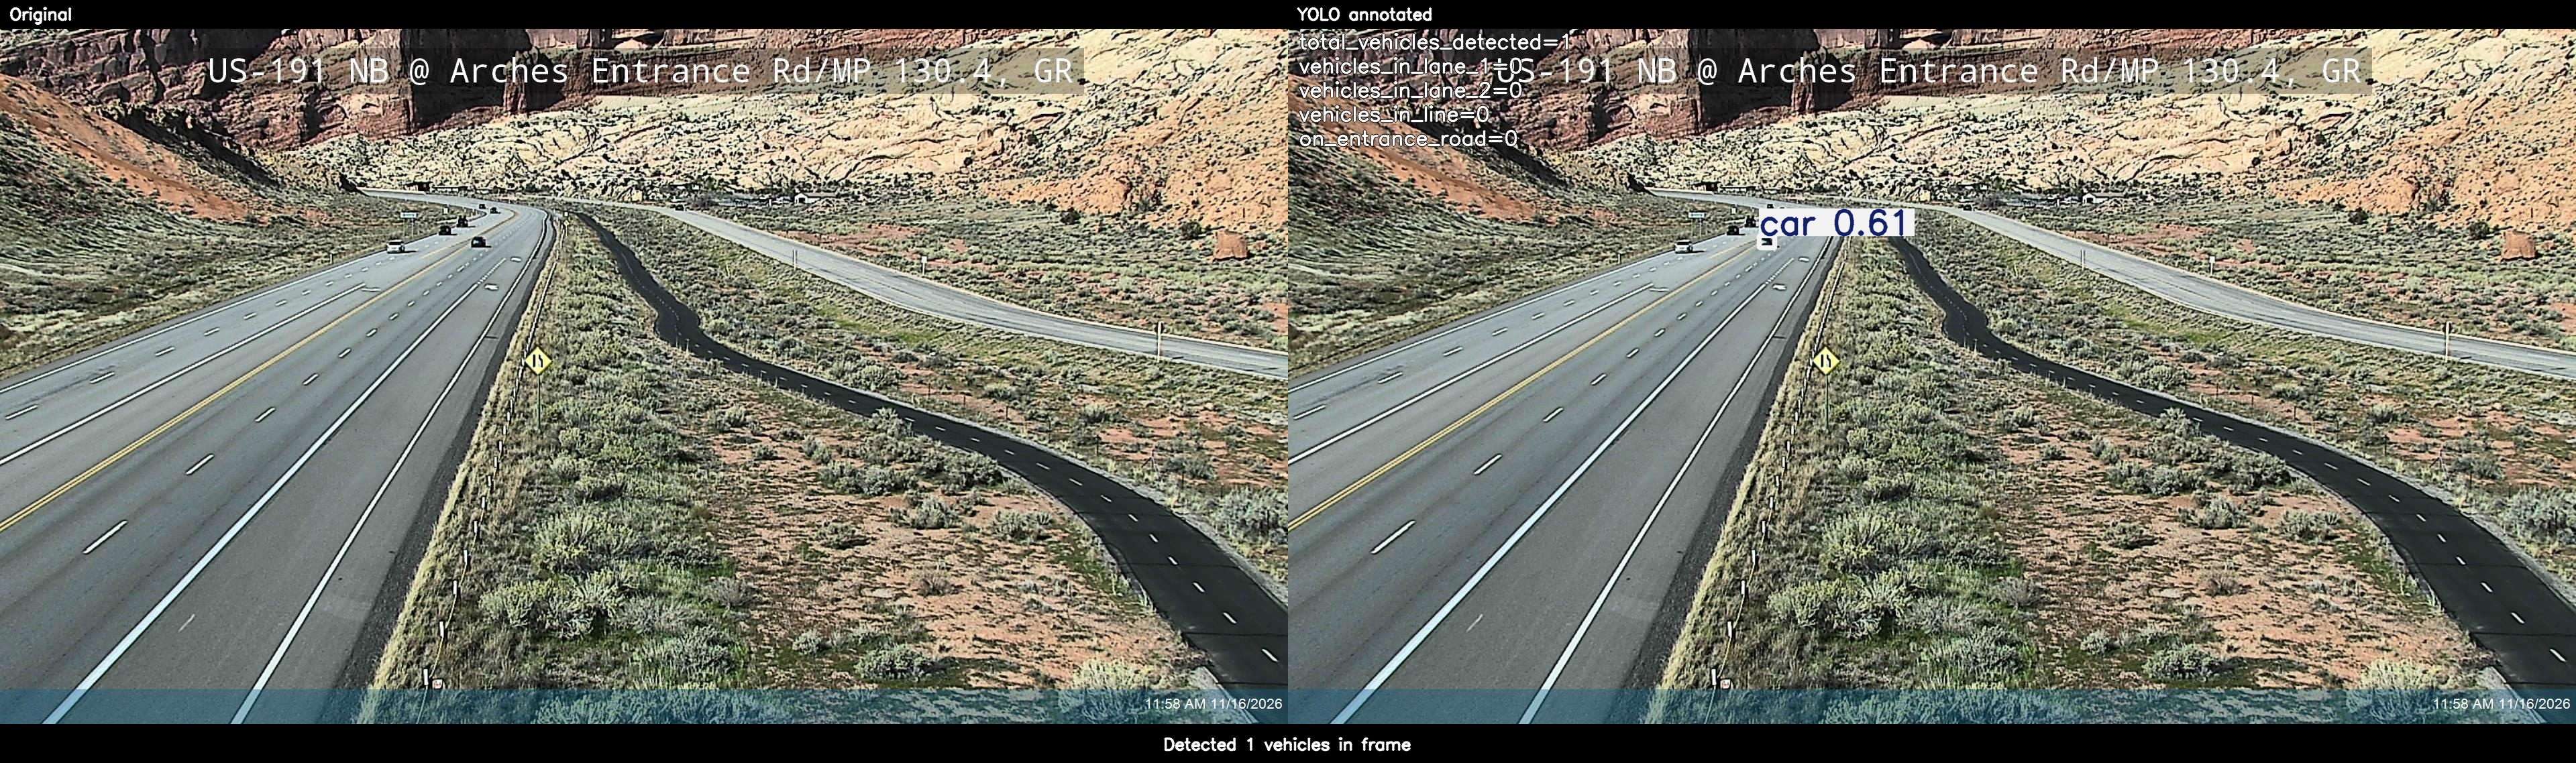 Original
US-191 NB @ Arches Entrance Rd/MP 130.4, GR
11:58 AM 11/16/2026
YOLO annotated
total_vehicles_detected=1
vehicles_in_lane_1=0
US-191 NB @ Arches Entrance Rd/MP 130.4, GR
vehicles_in_lane_2=0
vehicles_in_line=0
on_entrance_road=0
car 0.61
11:58 AM 11/16/2026
Detected 1 vehicles in frame